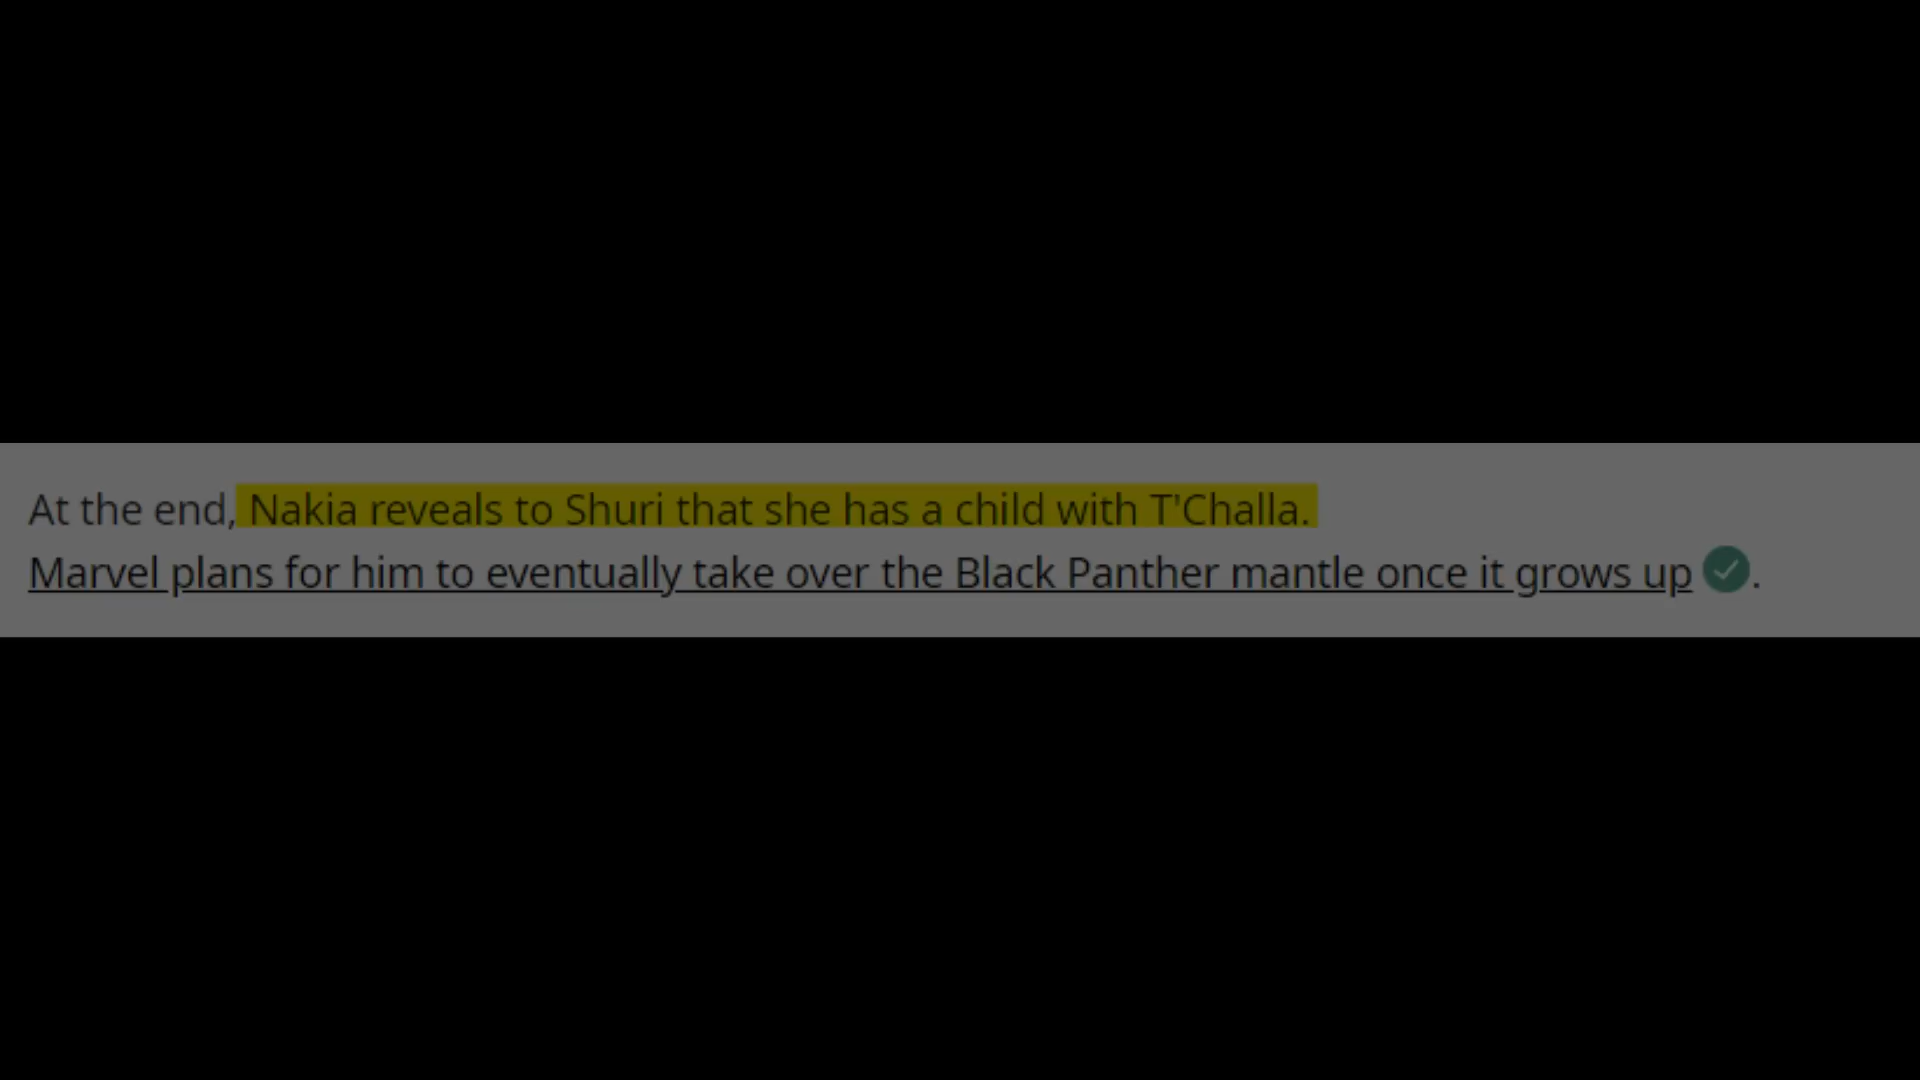 At the end, Nakia reveals to Shuri that she has a child with T'Challa.
Marvel plans for him to eventually take over the Black Panther mantle once it grows up.